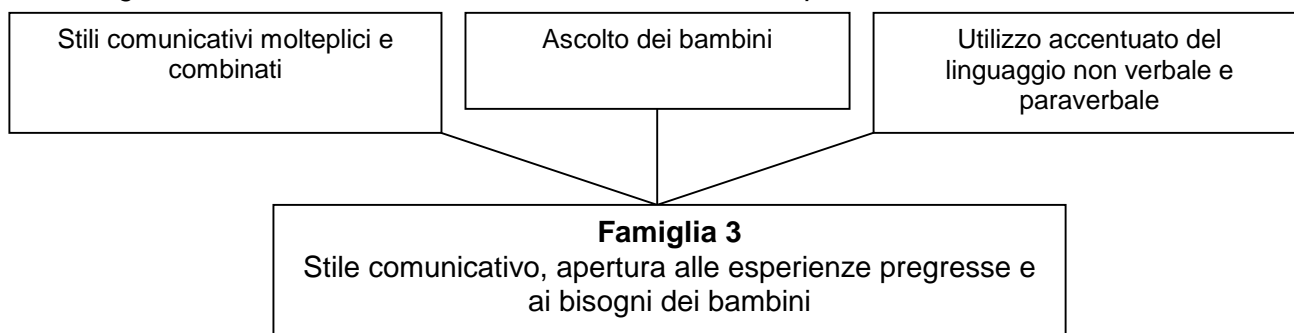 Stili comunicativi molteplici e
combinati
Ascolto dei bambini
Utilizzo accentuato del
linguaggio non verbale e
paraverbale
Famiglia 3
Stile comunicativo, apertura alle esperienze pregresse e
ai bisogni dei bambini